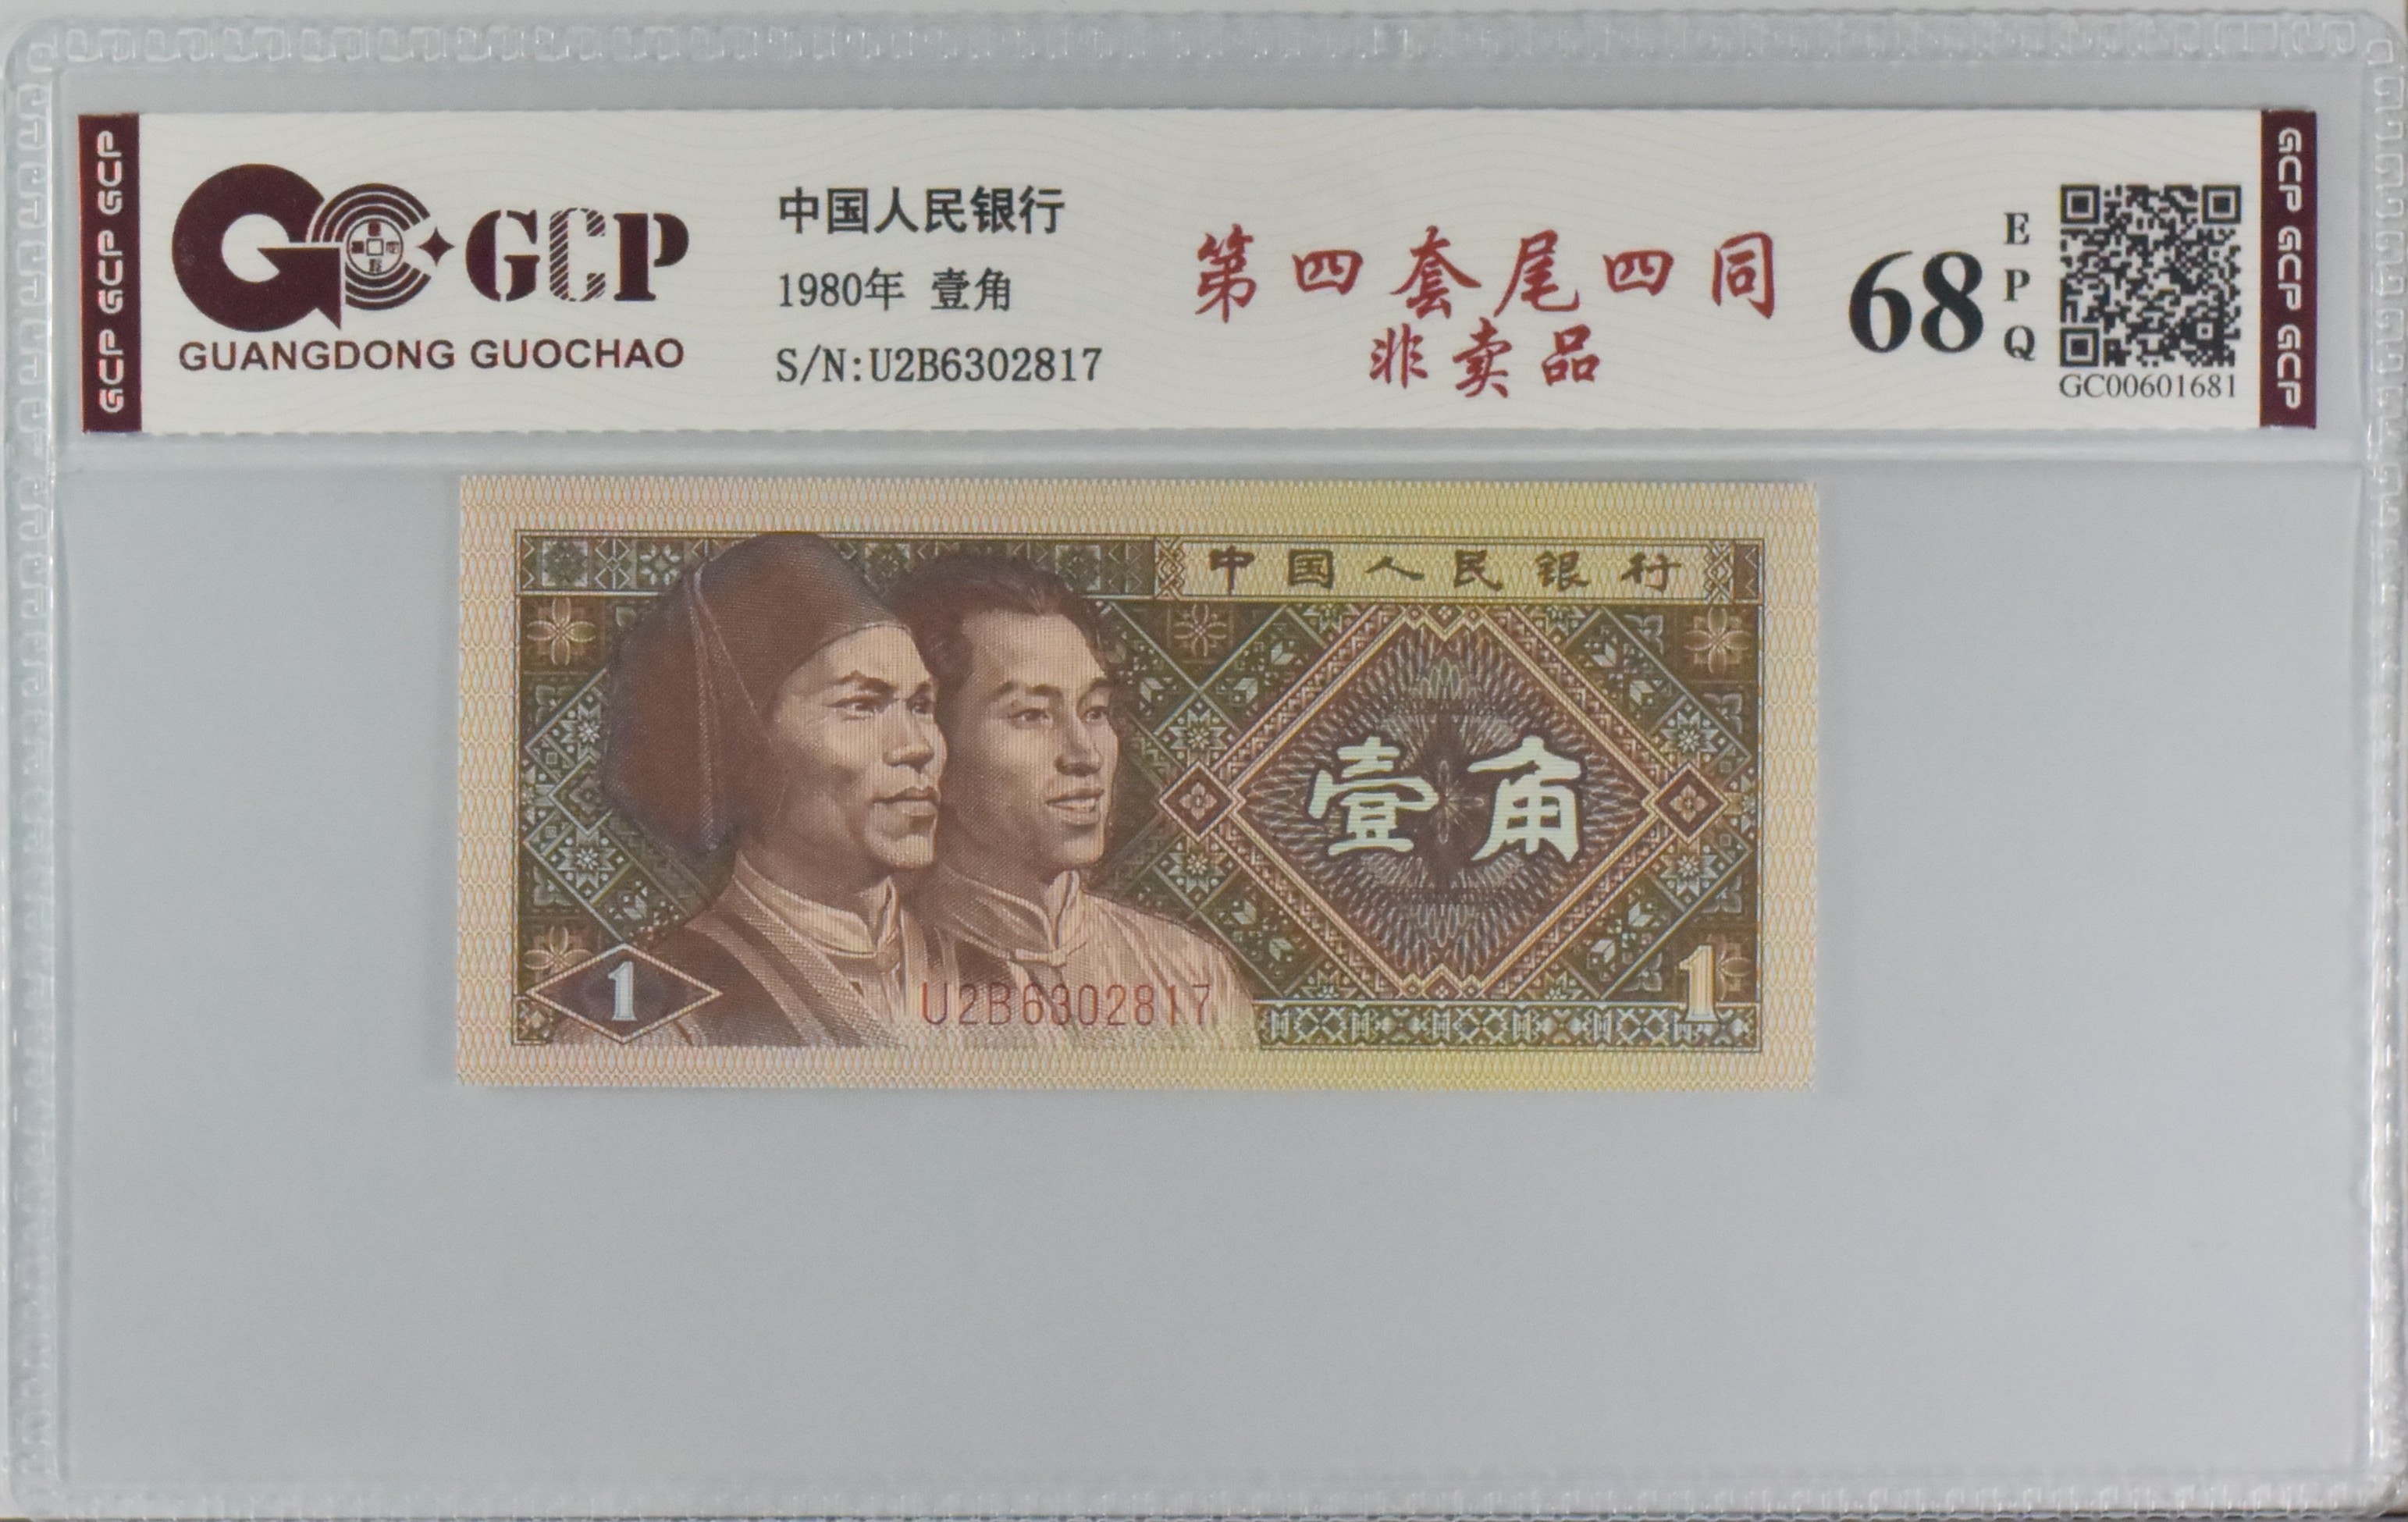 GCP GCP GCP
GCP
GUANGDONG GUOCHAO
中国人民银行
1980年 壹角
S/N:U2B6302817
第四套尾四同
非卖品
68
EPQ
GC00601681
GCP GCP GCP
中国人民银行
壹角
1
U2B6302817
1